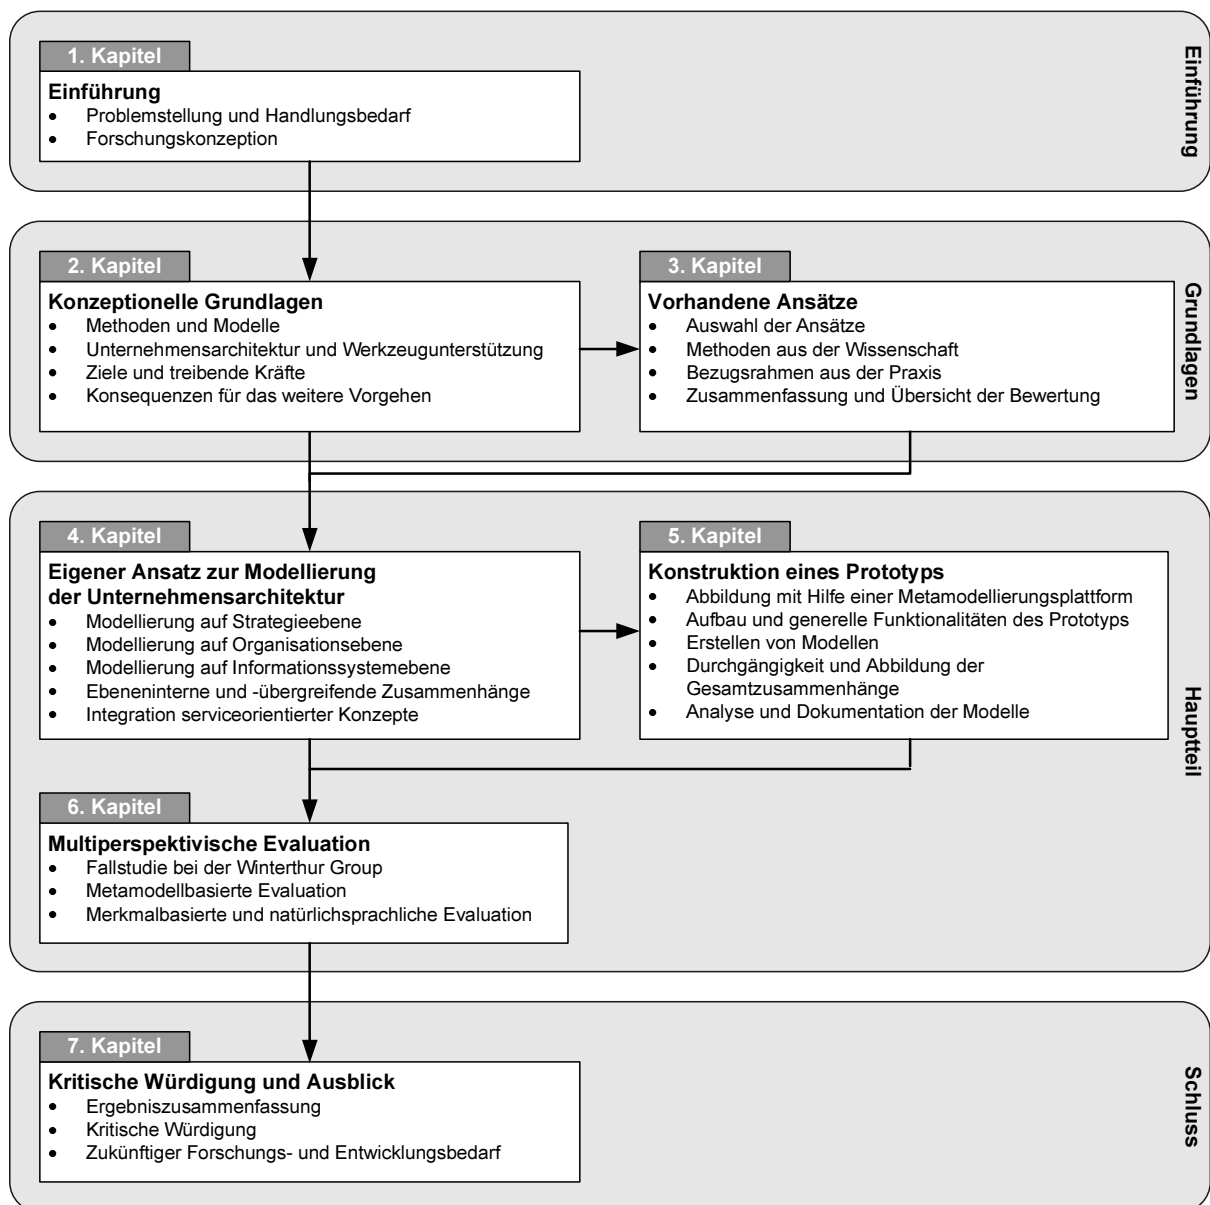 1. Kapitel
Einführung
• Problemstellung und Handlungsbedarf
• Forschungskonzeption
Einführung
2. Kapitel
Konzeptionelle Grundlagen
• Methoden und Modelle
• Unternehmensarchitektur und Werkzeugunterstützung
• Ziele und treibende Kräfte
• Konsequenzen für das weitere Vorgehen
3. Kapitel
Vorhandene Ansätze
• Auswahl der Ansätze
• Methoden aus der Wissenschaft
• Bezugsrahmen aus der Praxis
• Zusammenfassung und Übersicht der Bewertung
Grundlagen
4. Kapitel
Eigener Ansatz zur Modellierung
der Unternehmensarchitektur
• Modellierung auf Strategieebene
• Modellierung auf Organisationsebene
• Modellierung auf Informationssystemebene
• Ebeneninterne und -übergreifende Zusammenhänge
• Integration serviceorientierter Konzepte
5. Kapitel
Konstruktion eines Prototyps
• Abbildung mit Hilfe einer Metamodellierungsplattform
• Aufbau und generelle Funktionalitäten des Prototyps
• Erstellen von Modellen
• Durchgängigkeit und Abbildung der
Gesamtzusammenhänge
• Analyse und Dokumentation der Modelle
6. Kapitel
Multiperspektivische Evaluation
• Fallstudie bei der Winterthur Group
• Metamodellbasierte Evaluation
• Merkmalbasierte und natürlichsprachliche Evaluation
Hauptteil
7. Kapitel
Kritische Würdigung und Ausblick
• Ergebniszusammenfassung
• Kritische Würdigung
• Zukünftiger Forschungs- und Entwicklungsbedarf
Schluss